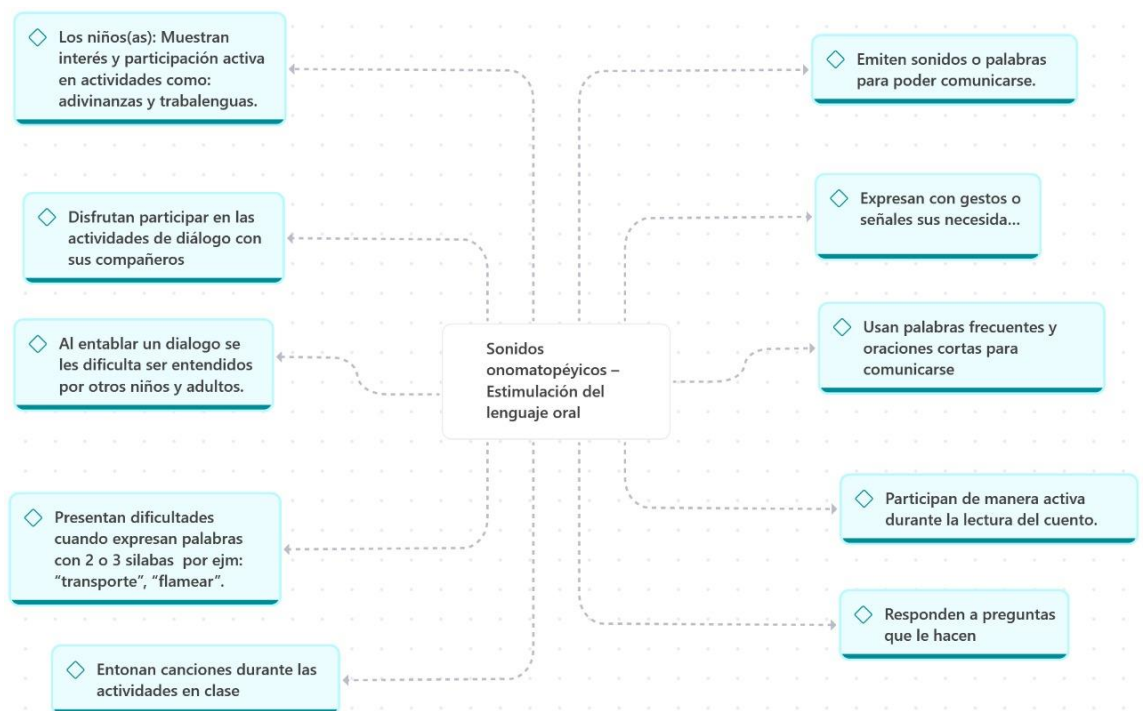 Los niños(as): Muestran
interés y participación activa
en actividades como:
adivinanzas y trabalenguas.
Disfrutan participar en las
actividades de diálogo con
sus compañeros
Al entablar un dialogo se
les dificulta ser entendidos
por otros niños y adultos.
Presentan dificultades
cuando expresan palabras
con 2 o 3 silabas por ejm:
“transporte”, “flamear”.
Entonan canciones durante las
actividades en clase
Sonidos
onomatopéyicos –
Estimulación del
lenguaje oral
Emiten sonidos o palabras
para poder comunicarse.
Expresan con gestos o
señales sus necesida...
Usan palabras frecuentes y
oraciones cortas para
comunicarse
Participan de manera activa
durante la lectura del cuento.
Responden a preguntas
que le hacen